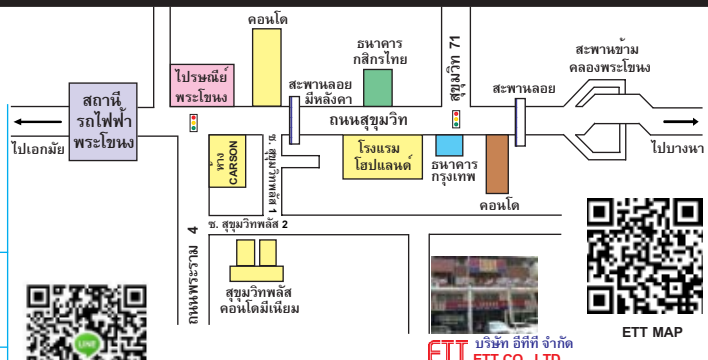 คอนโด
ธนาคาร
กสิกรไทย
สุขุมวิท 71
สะพานข้าม
คลองพระโขนง
ไปรษณีย์
พระโขนง
สะพานลอย
มีหลังคา
สะพานลอย
สถานี
รถไฟฟ้า
พระโขนง
ถนนสุขุมวิท
ไปเอกมัย
ห้าง
CARSON
ซ. สุขุมวิทพลัส 1
โรงแรม
โฮปแลนด์
ธนาคาร
กรุงเทพ
ไปบางนา
คอนโด
ถนนพระราม 4
ซ. สุขุมวิทพลัส 2
สุขุมวิทพลัส
คอนโดมิเนียม
LINE
ETT MAP
ETT
บริษัท อีทีที จำกัด
ETT CO., LTD.